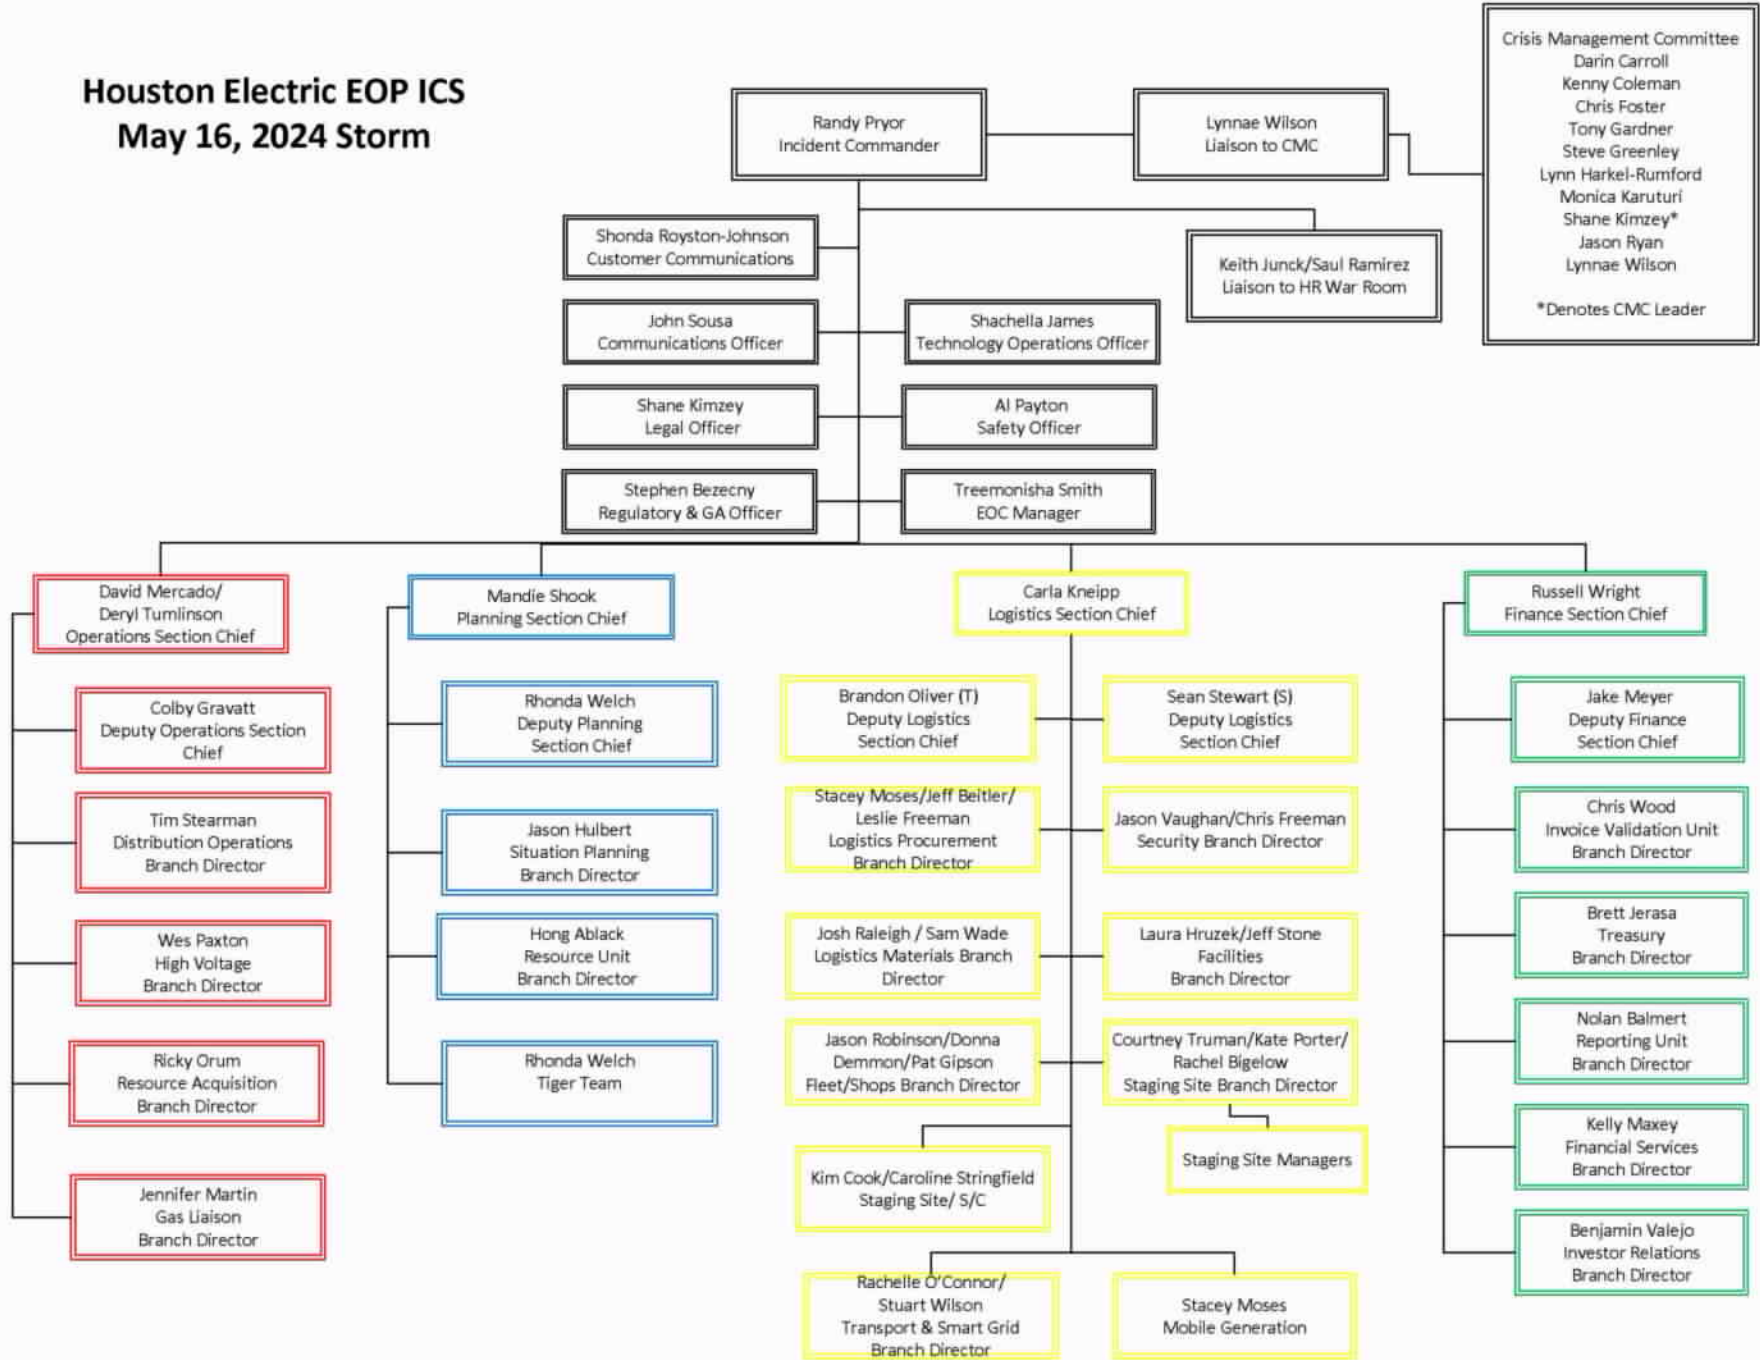 Houston Electric EOP ICS
May 16, 2024 Storm
Randy Pryor
Incident Commander
Lynnae Wilson
Liaison to CMC
Crisis Management Committee
Darin Carroll
Kenny Coleman
Chris Foster
Tony Gardner
Steve Greenley
Lynn Harkel-Rumford
Monica Karuturi
Shane Kimzey*
Jason Ryan
Lynnae Wilson
*Denotes CMC Leader
Shonda Royston-Johnson
Customer Communications
Keith Junck/Saul Ramirez
Liaison to HR War Room
John Sousa
Communications Officer
Shachella James
Technology Operations Officer
Shane Kimzey
Legal Officer
Al Payton
Safety Officer
Stephen Bezecny
Regulatory & GA Officer
Treemonisha Smith
EOC Manager
David Mercado/
Deryl Tumlinson
Operations Section Chief
Colby Gravatt
Deputy Operations Section
Chief
Tim Stearman
Distribution Operations
Branch Director
Wes Paxton
High Voltage
Branch Director
Ricky Orum
Resource Acquisition
Branch Director
Jennifer Martin
Gas Liaison
Branch Director
Mandie Shook
Planning Section Chief
Rhonda Welch
Deputy Planning
Section Chief
Jason Hulbert
Situation Planning
Branch Director
Hong Ablack
Resource Unit
Branch Director
Rhonda Welch
Tiger Team
Carla Kneipp
Logistics Section Chief
Brandon Oliver (T)
Deputy Logistics
Section Chief
Sean Stewart (S)
Deputy Logistics
Section Chief
Stacey Moses/Jeff Beitler/
Leslie Freeman
Logistics Procurement
Branch Director
Jason Vaughan/Chris Freeman
Security Branch Director
Josh Raleigh / Sam Wade
Logistics Materials Branch
Director
Laura Hruzek/Jeff Stone
Facilities
Branch Director
Jason Robinson/Donna
Demmon/Pat Gipson
Fleet/Shops Branch Director
Courtney Truman/Kate Porter/
Rachel Bigelow
Staging Site Branch Director
Staging Site Managers
Kim Cook/Caroline Stringfield
Staging Site/ S/C
Rachelle O'Connor/
Stuart Wilson
Transport & Smart Grid
Branch Director
Stacey Moses
Mobile Generation
Russell Wright
Finance Section Chief
Jake Meyer
Deputy Finance
Section Chief
Chris Wood
Invoice Validation Unit
Branch Director
Brett Jerasa
Treasury
Branch Director
Nolan Balmert
Reporting Unit
Branch Director
Kelly Maxey
Financial Services
Branch Director
Benjamin Valejo
Investor Relations
Branch Director